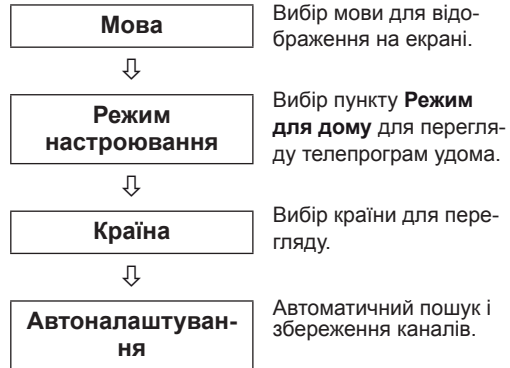 Мова
Вибір мови для відо-
браження на екрані.
⇩
Режим
настроювання
Вибір пункту Режим
для дому для перегля-
ду телепрограм удома.
⇩
Країна
Вибір країни для пере-
гляду.
⇩
Автоналаштуван-
ня
Автоматичний пошук і
збереження каналів.